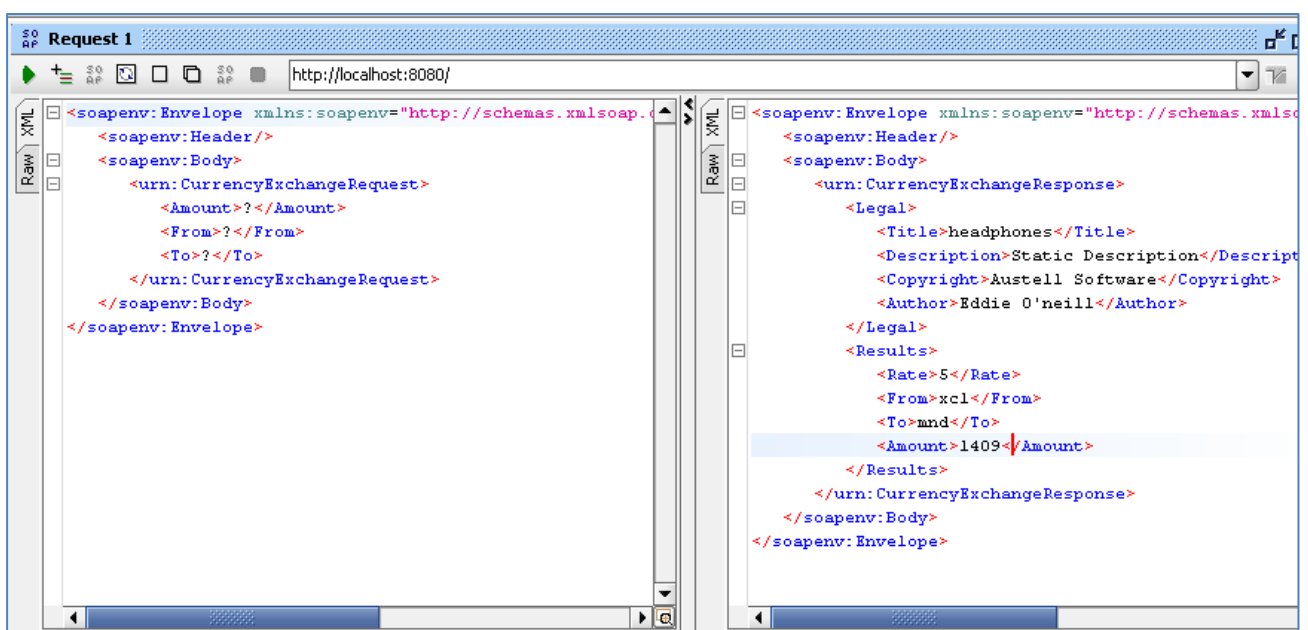 SO AP Request 1
http://localhost:8080/
XML
Raw
<soapenv:Envelope xmlns:soapenv="http://schemas.xmlsoap.
<soapenv:Header/>
<soapenv:Body>
<urn:CurrencyExchangeRequest>
<Amount>?</Amount>
<From>?</From>
<To>?</To>
</urn:CurrencyExchangeRequest>
</soapenv:Body>
</soapenv:Envelope>
XML
Raw
<soapenv:Envelope xmlns:soapenv="http://schemas.xmls
<soapenv:Header/>
<soapenv:Body>
<urn:CurrencyExchangeResponse>
<Legal>
<Title>headphones</Title>
<Description>Static Description</Descript
<Copyright>Austell Software</Copyright>
<Author>Eddie O'neill</Author>
</Legal>
<Results>
<Rate>5</Rate>
<From>xcl</From>
<To>mnd</To>
<Amount>1409</Amount>
</Results>
</urn:CurrencyExchangeResponse>
</soapenv:Body>
</soapenv:Envelope>